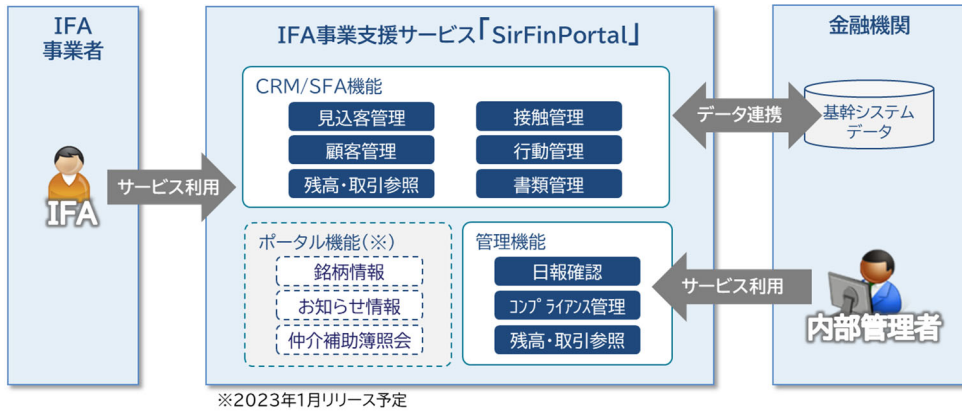 IFA
事業者
IFA
サービス利用
IFA事業支援サービス「SirFinPortal」
CRM/SFA機能
見込客管理
接触管理
顧客管理
行動管理
残高・取引参照
書類管理
ポータル機能(※)
銘柄情報
お知らせ情報
仲介補助簿照会
管理機能
日報確認
コンプライアンス管理
残高・取引参照
データ連携
サービス利用
金融機関
基幹システム
データ
内部管理者
※2023年1月リリース予定